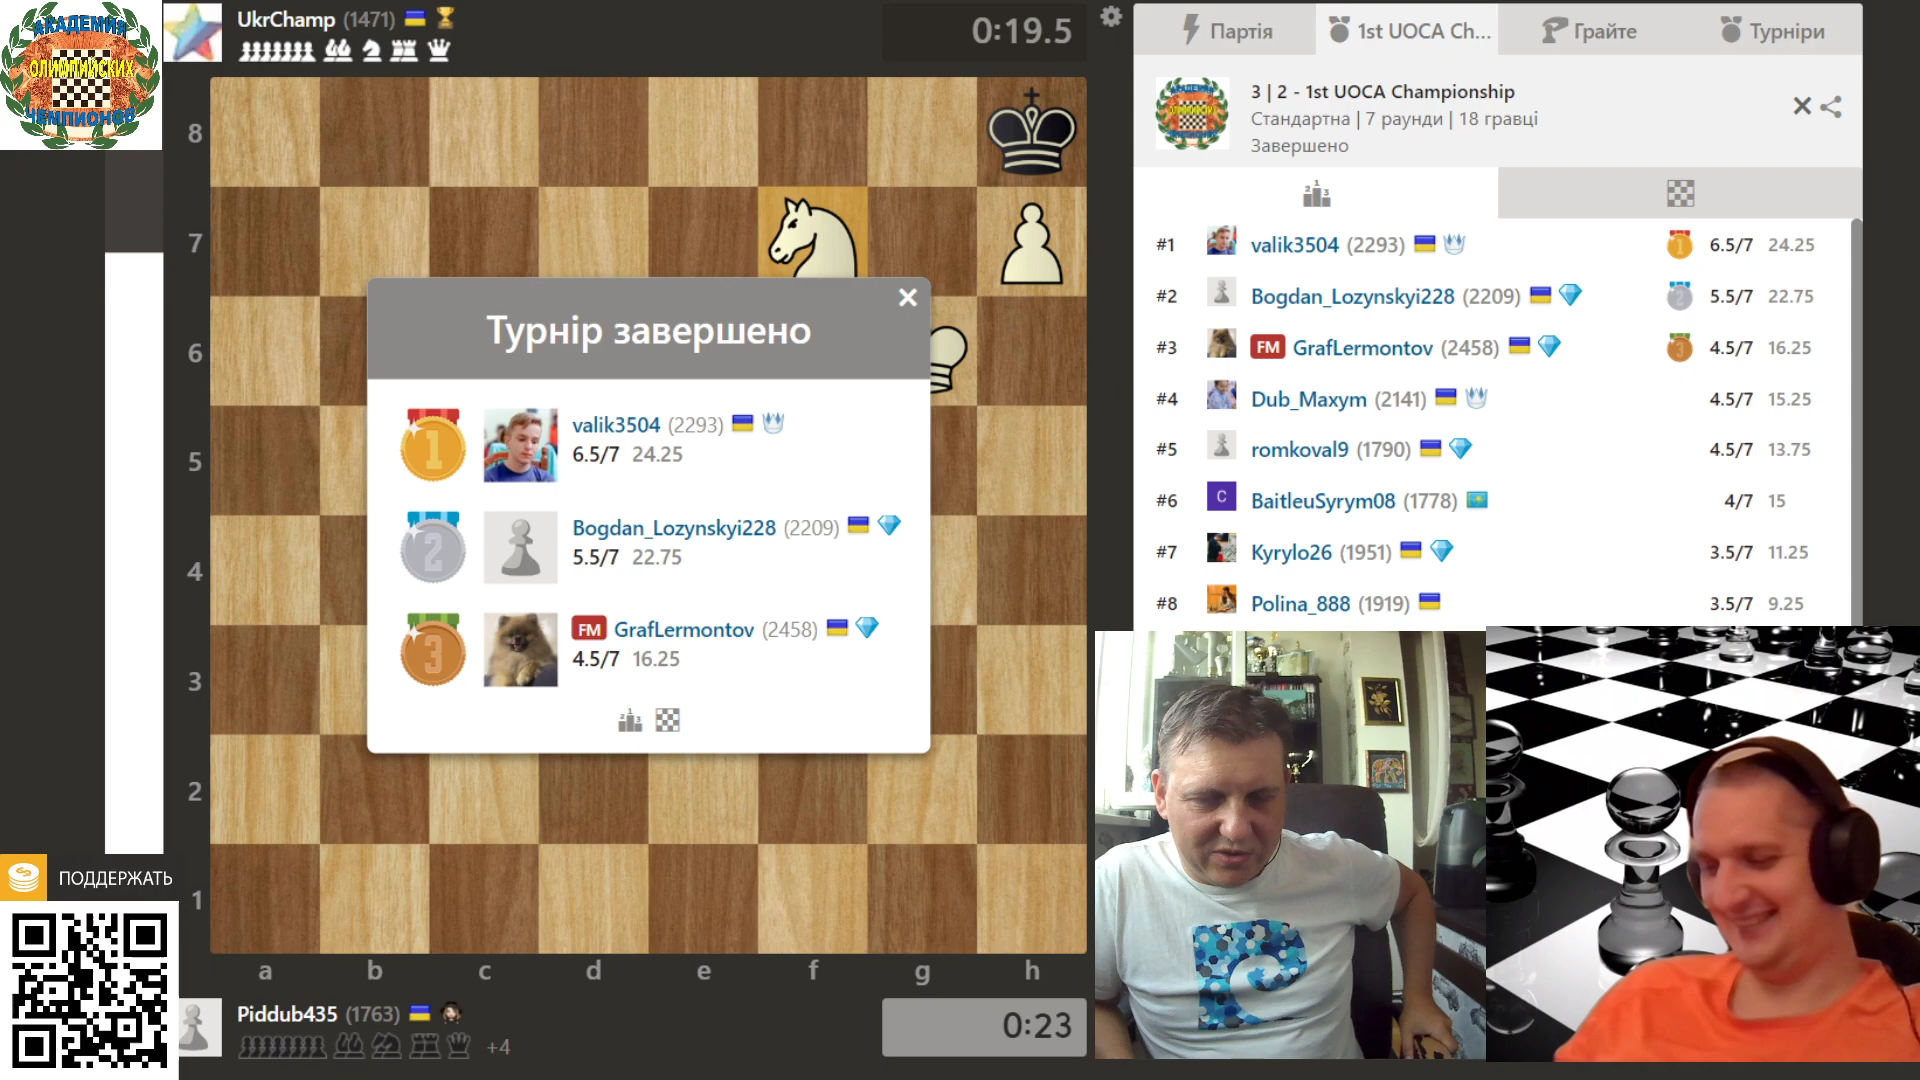 АКАДЕМИЯ
ОЛИМПИЙСКИХ
ЧЕМПИОНОВ
UkrChamp (1471)
0:19.5
8
7
6
5
4
3
2
1
a b c d e f g h
Турнір завершено
1
valik3504 (2293)
6.5/7 24.25
2
Bogdan_Lozynskyi228 (2209)
5.5/7 22.75
3
FM GrafLermontov (2458)
4.5/7 16.25
ПОДДЕРЖАТЬ
Piddub435 (1763)
+4
0:23
Партія
1st UOCA Ch...
Грайте
Турніри
3 | 2 - 1st UOCA Championship
Стандартна | 7 раунди | 18 гравці
Завершено
#1 valik3504 (2293) 6.5/7 24.25
#2 Bogdan_Lozynskyi228 (2209) 5.5/7 22.75
#3 FM GrafLermontov (2458) 4.5/7 16.25
#4 Dub_Maxym (2141) 4.5/7 15.25
#5 romkoval9 (1790) 4.5/7 13.75
#6 C BaitleuSyrym08 (1778) 4/7 15
#7 Kyrylo26 (1951) 3.5/7 11.25
#8 Polina_888 (1919) 3.5/7 9.25